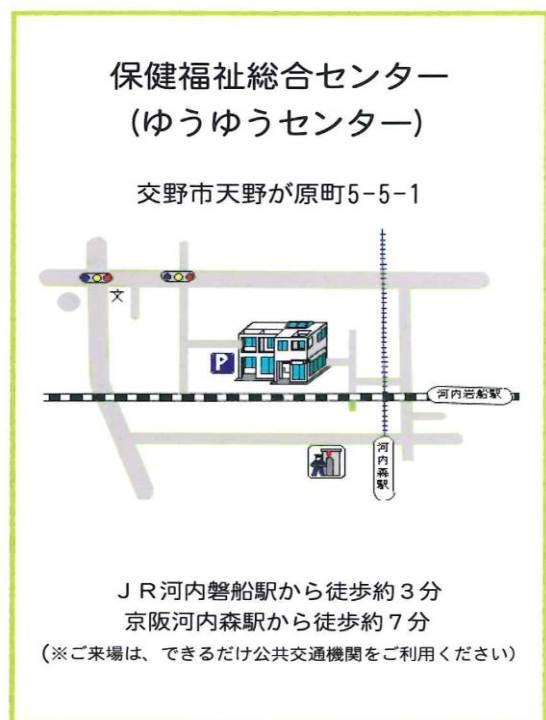 保健福祉総合センター
(ゆうゆうセンター)
交野市天野が原町5-5-1
文
P
河内岩船駅
河内森駅
ＪＲ河内磐船駅から徒歩約３分
京阪河内森駅から徒歩約７分
(※ご来場は、できるだけ公共交通機関をご利用ください)